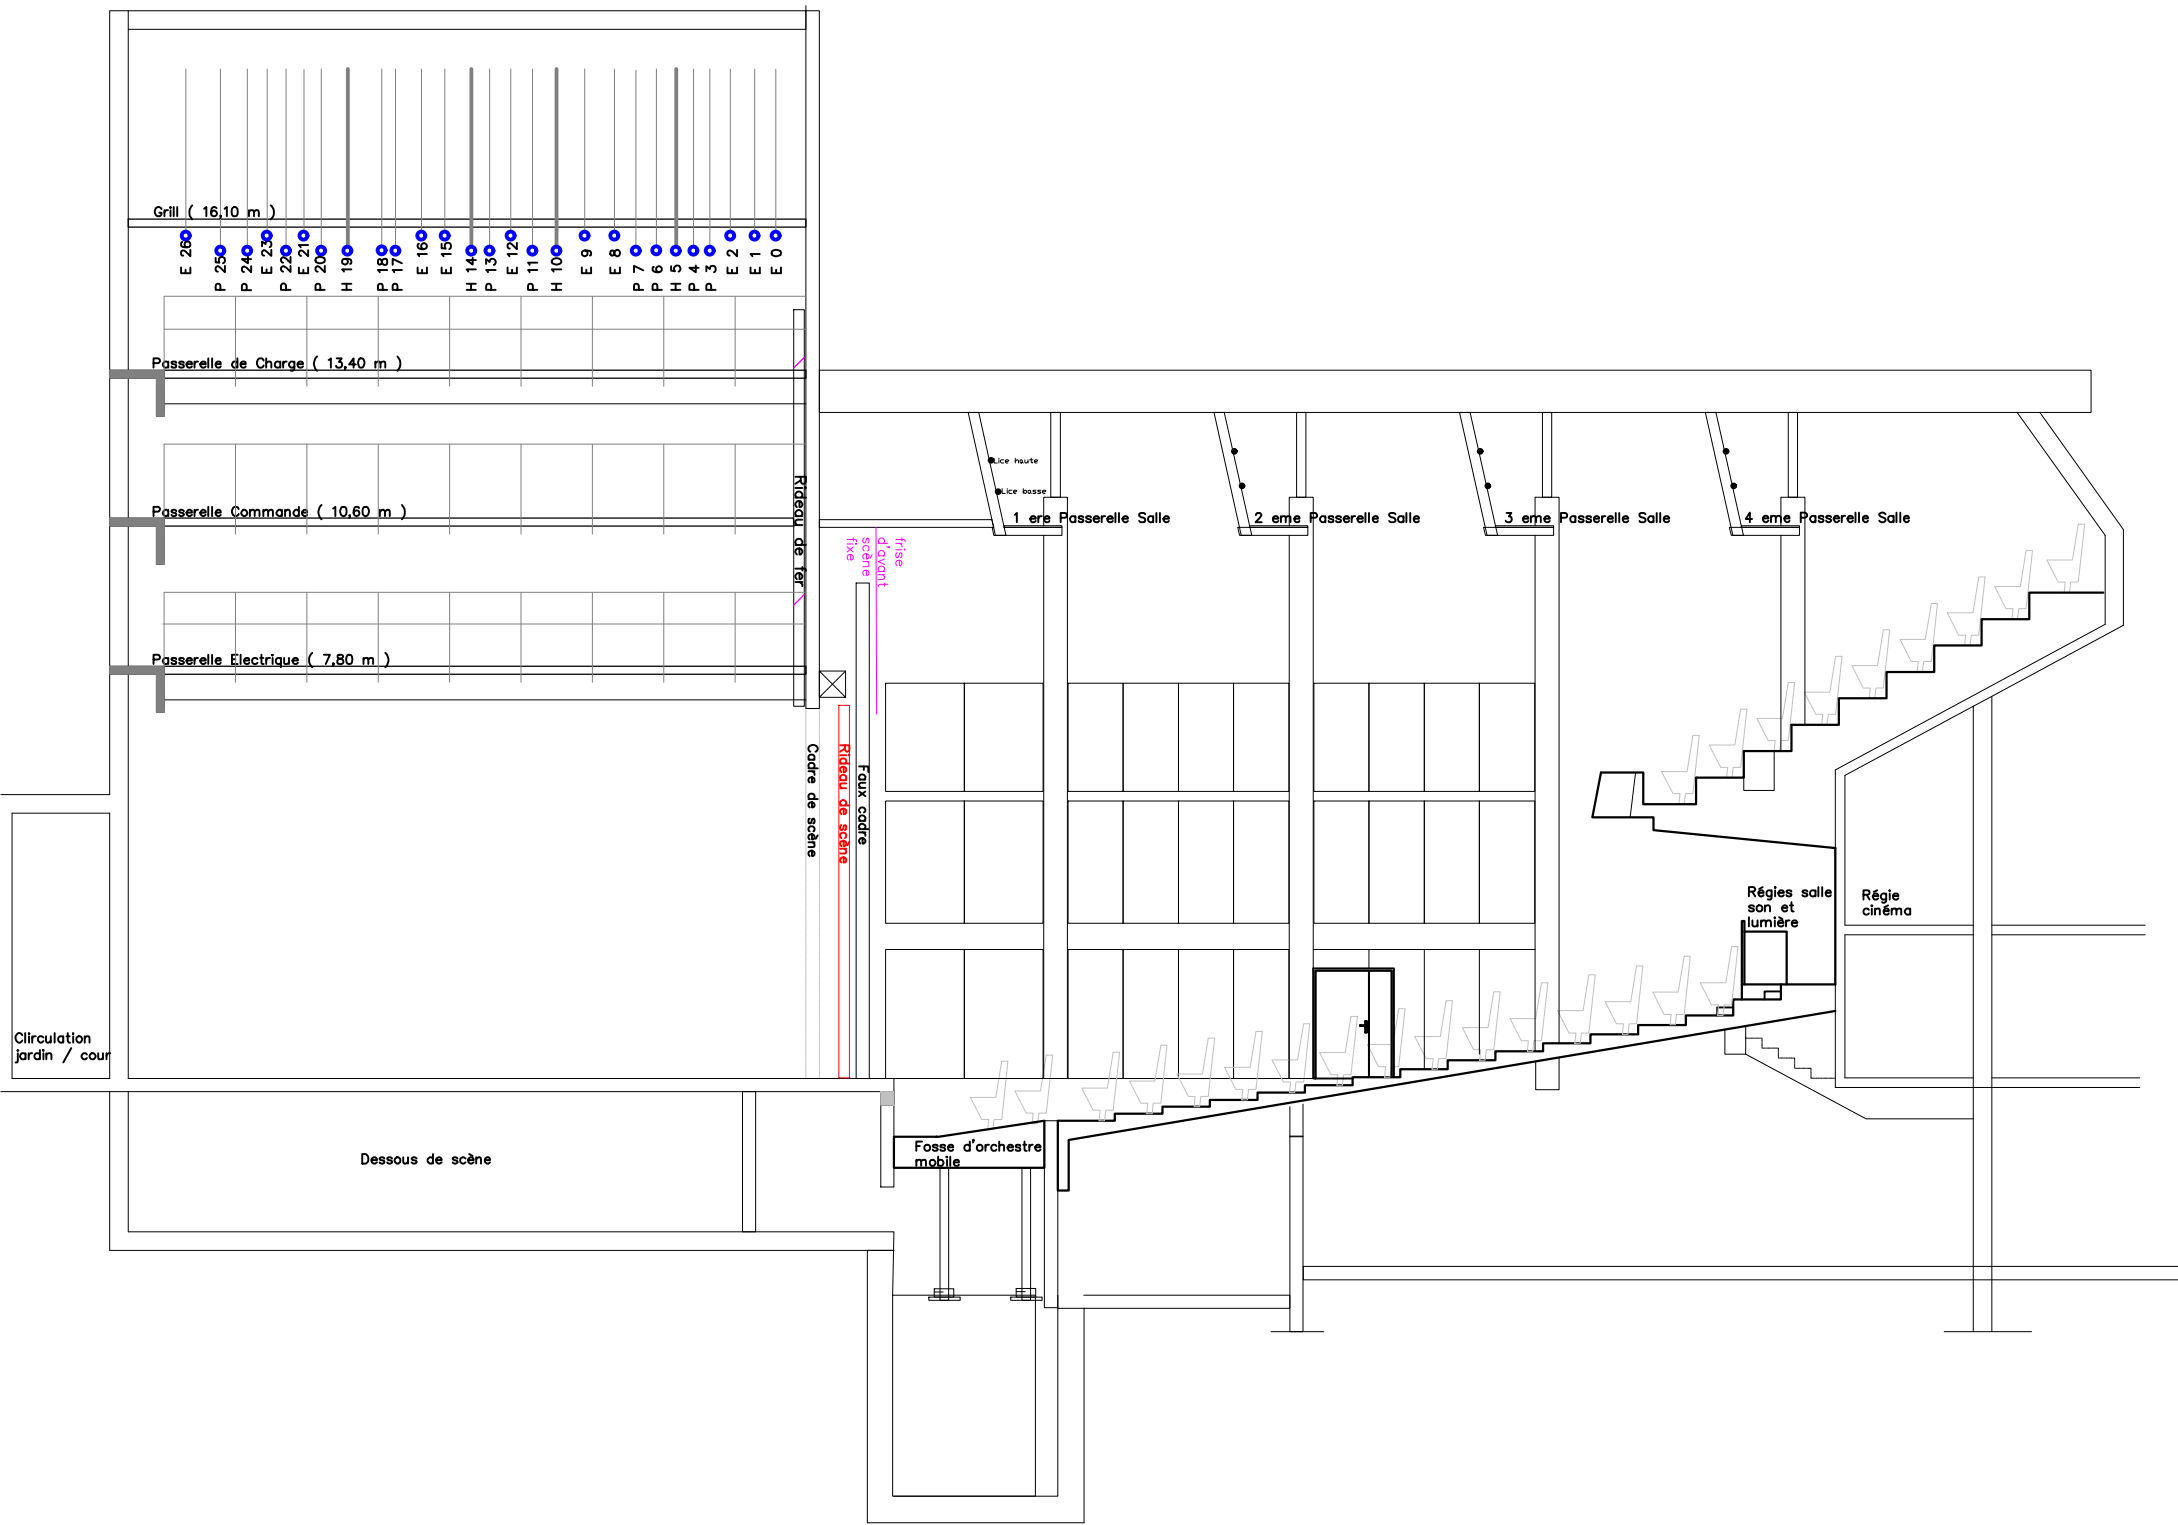 Grill ( 16,10 m )
E 26
P 25
P 24
E 23
P 22
E 21
P 20
H 19
P 18
P 17
E 16
E 15
H 14
P 13
E 12
P 11
H 10
E 9
E 8
P 7
P 6
H 5
P 4
P 3
E 2
E 1
E 0
Passerelle de Charge ( 13,40 m )
Passerelle Commande ( 10,60 m )
Passerelle Electrique ( 7,80 m )
Rideau de fer
Lice haute
Lice basse
1 ere Passerelle Salle
2 eme Passerelle Salle
3 eme Passerelle Salle
4 eme Passerelle Salle
frise
d'avant
scène
fixe
Cadre de scène
Rideau de scène
Faux cadre
Régies salle
son et
lumière
Régie
cinéma
Clirculation
jardin / cour
Dessous de scène
Fosse d'orchestre
mobile